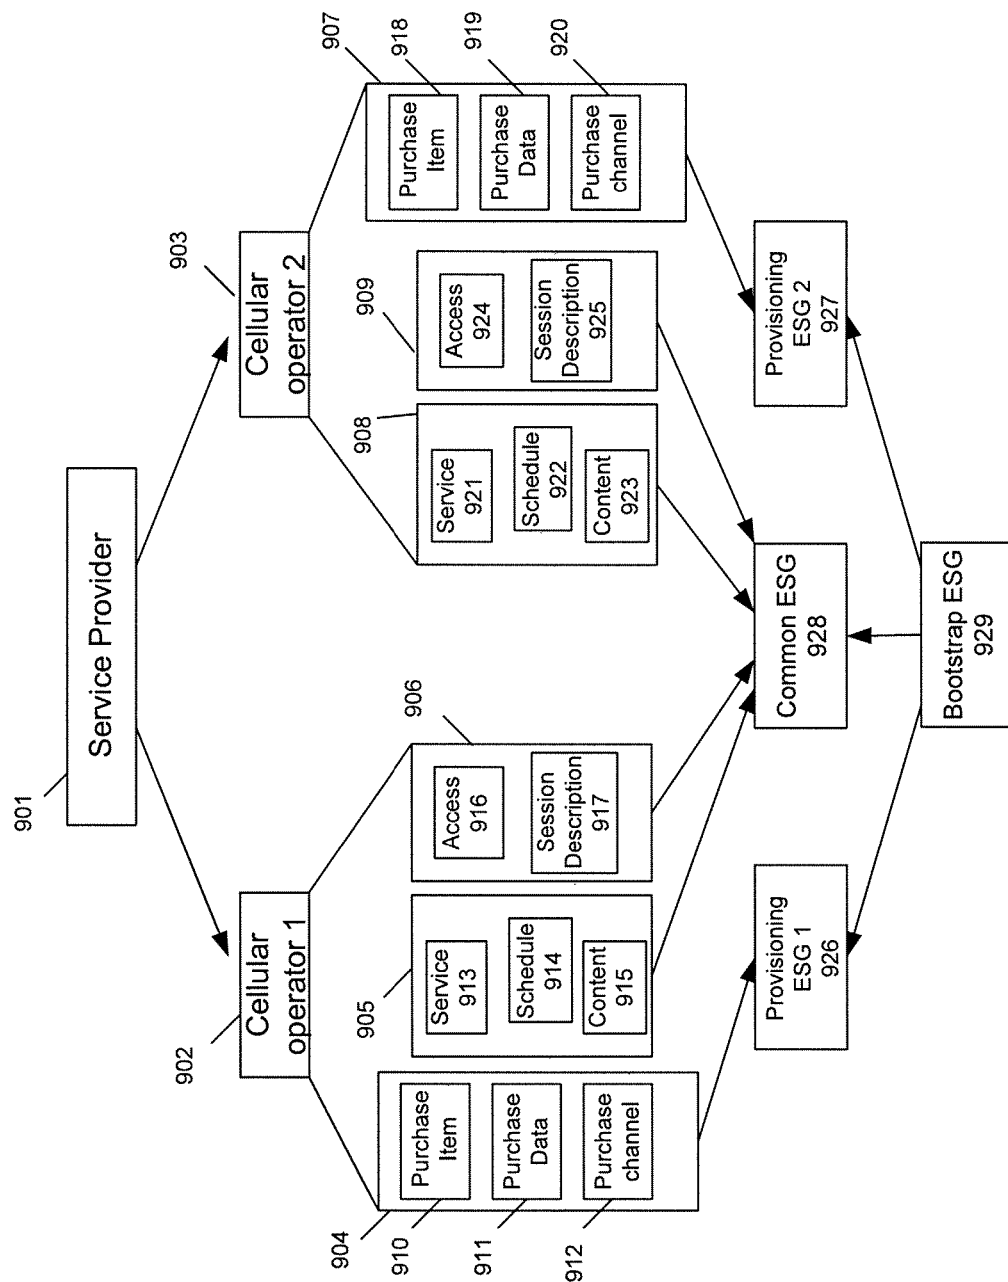 901
Service Provider
902
Cellular
operator 1
903
Cellular
operator 2
904
910
Purchase
Item
911
Purchase
Data
912
Purchase
channel
905
Service
913
Schedule
914
Content
915
906
Access
916
Session
Description
917
908
Service
921
Schedule
922
Content
923
909
Access
924
Session
Description
925
907
918
Purchase
Item
919
Purchase
Data
920
Purchase
channel
Provisioning
ESG 1
926
Common ESG
928
Provisioning
ESG 2
927
Bootstrap ESG
929